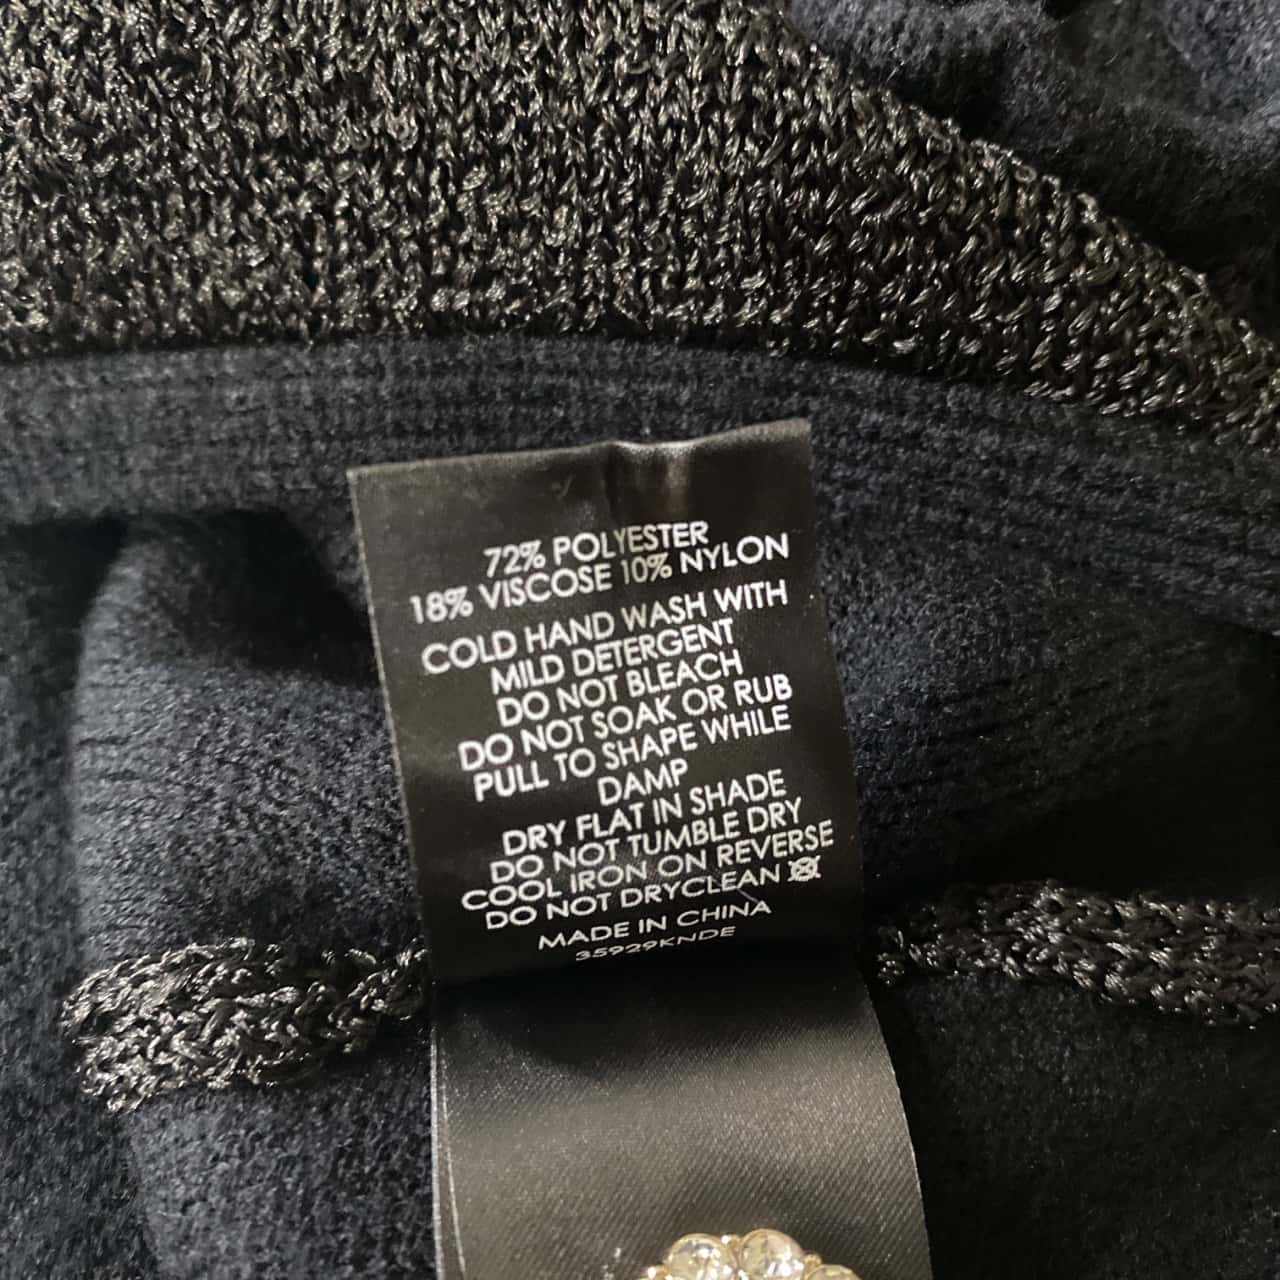 72% POLYESTER
18% VISCOSE 10% NYLON
COLD HAND WASH WITH
MILD DETERGENT
DO NOT BLEACH
DO NOT SOAK OR RUB
PULL TO SHAPE WHILE
DAMP
DRY FLAT IN SHADE
DO NOT TUMBLE DRY
COOL IRON ON REVERSE
DO NOT DRYCLEAN
MADE IN CHINA
35929KNDE